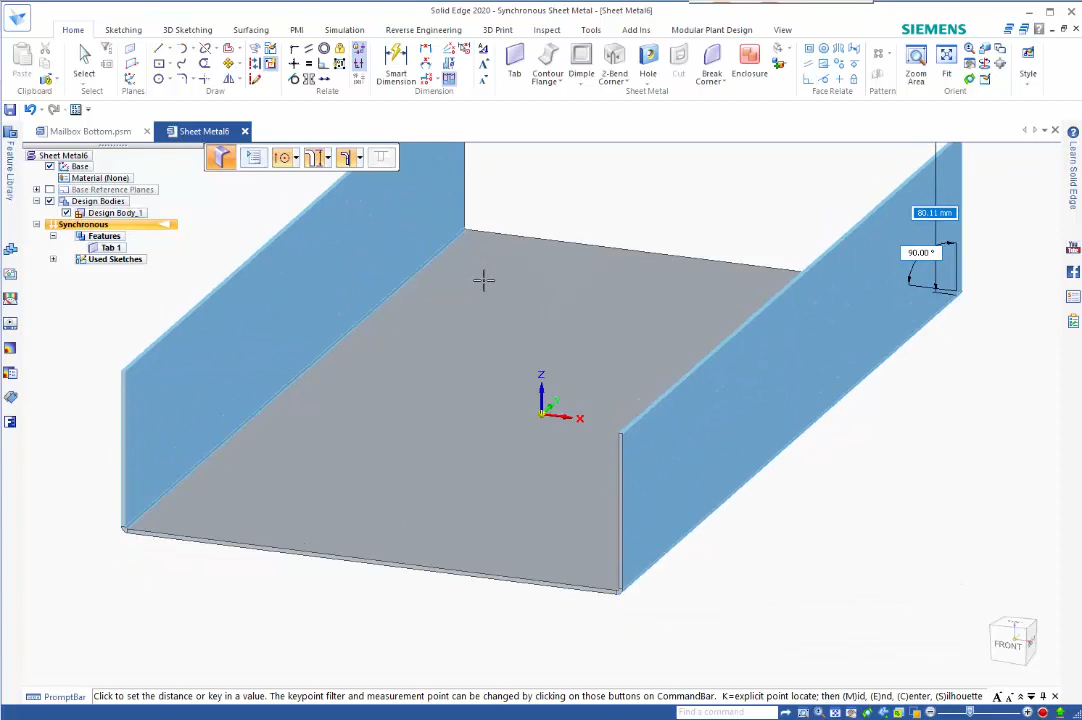 Solid Edge 2020 - Synchronous Sheet Metal - [Sheet Metal6]
Home Sketching 3D Sketching Surfacing PMI Simulation Reverse Engineering 3D Print Inspect Tools Add Ins Modular Plant Design View SIEMENS
Paste Select Smart Dimension Tab Contour Flange Dimple 2-Bend Corner Hole Cut Break Corner Enclosure Zoom Area Fit Style
Clipboard Select Planes Draw Relate Dimension Sheet Metal Face Relate Pattern Orient Style
Mailbox Bottom.psm Sheet Metal6
Feature Library
Learn Solid Edge
Sheet Metal6
Base
Material (None)
Base Reference Planes
Design Bodies
Design Body_1
Synchronous
Features
Tab 1
Used Sketches
80.11 mm
90.00 °
Z
X
FRONT
You Tube
PromptBar Click to set the distance or key in a value. The keypoint filter and measurement point can be changed by clicking on those buttons on CommandBar. K=explicit point locate; then (M)id, (E)nd, (C)enter, (S)ilhouette
Find a command